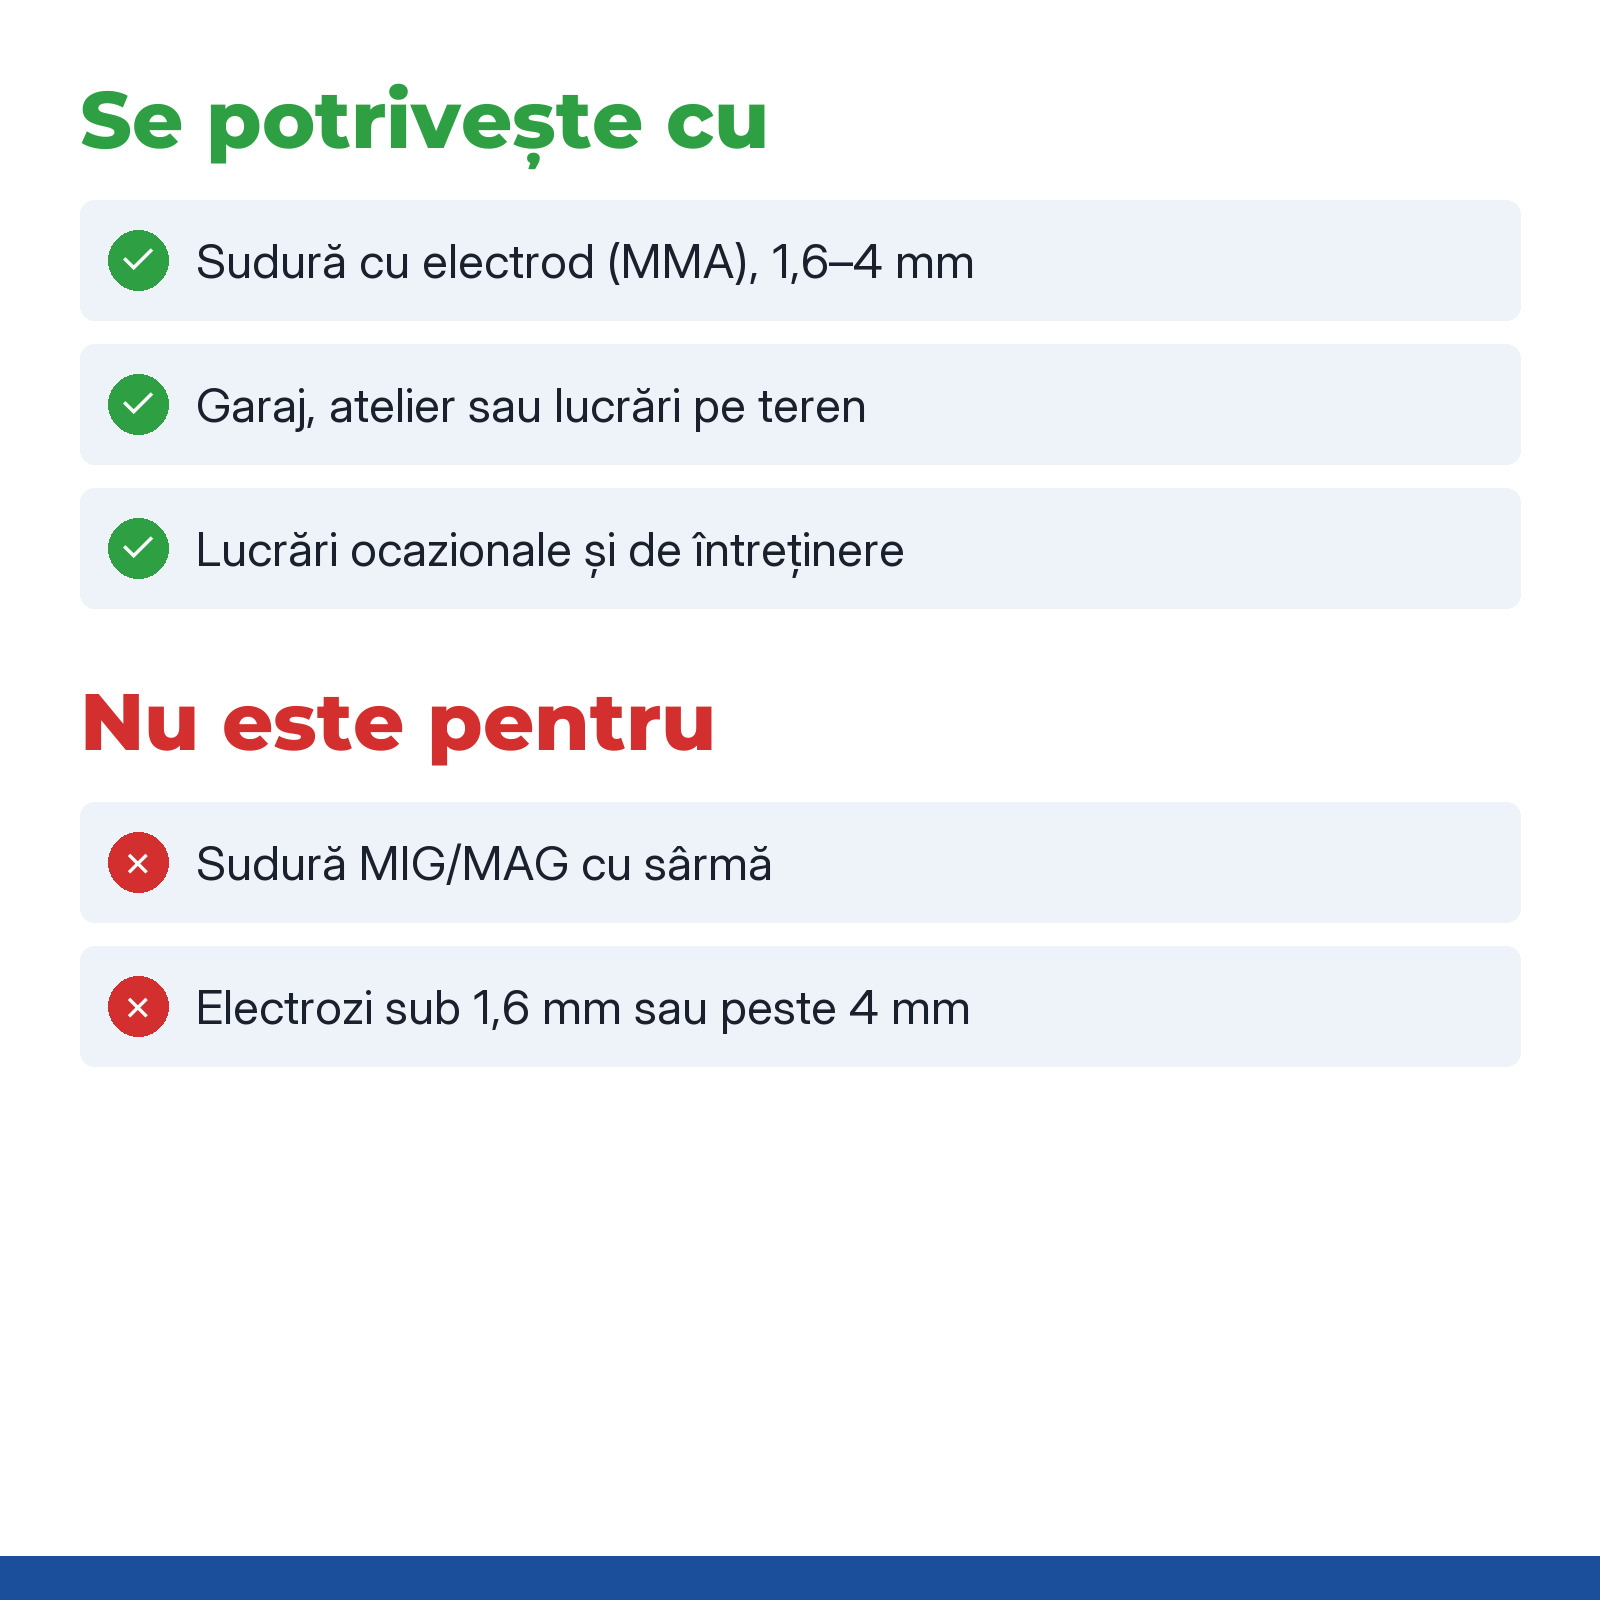 Se potrivește cu
Sudură cu electrod (MMA), 1,6–4 mm
Garaj, atelier sau lucrări pe teren
Lucrări ocazionale și de întreținere
Nu este pentru
Sudură MIG/MAG cu sârmă
Electrozi sub 1,6 mm sau peste 4 mm